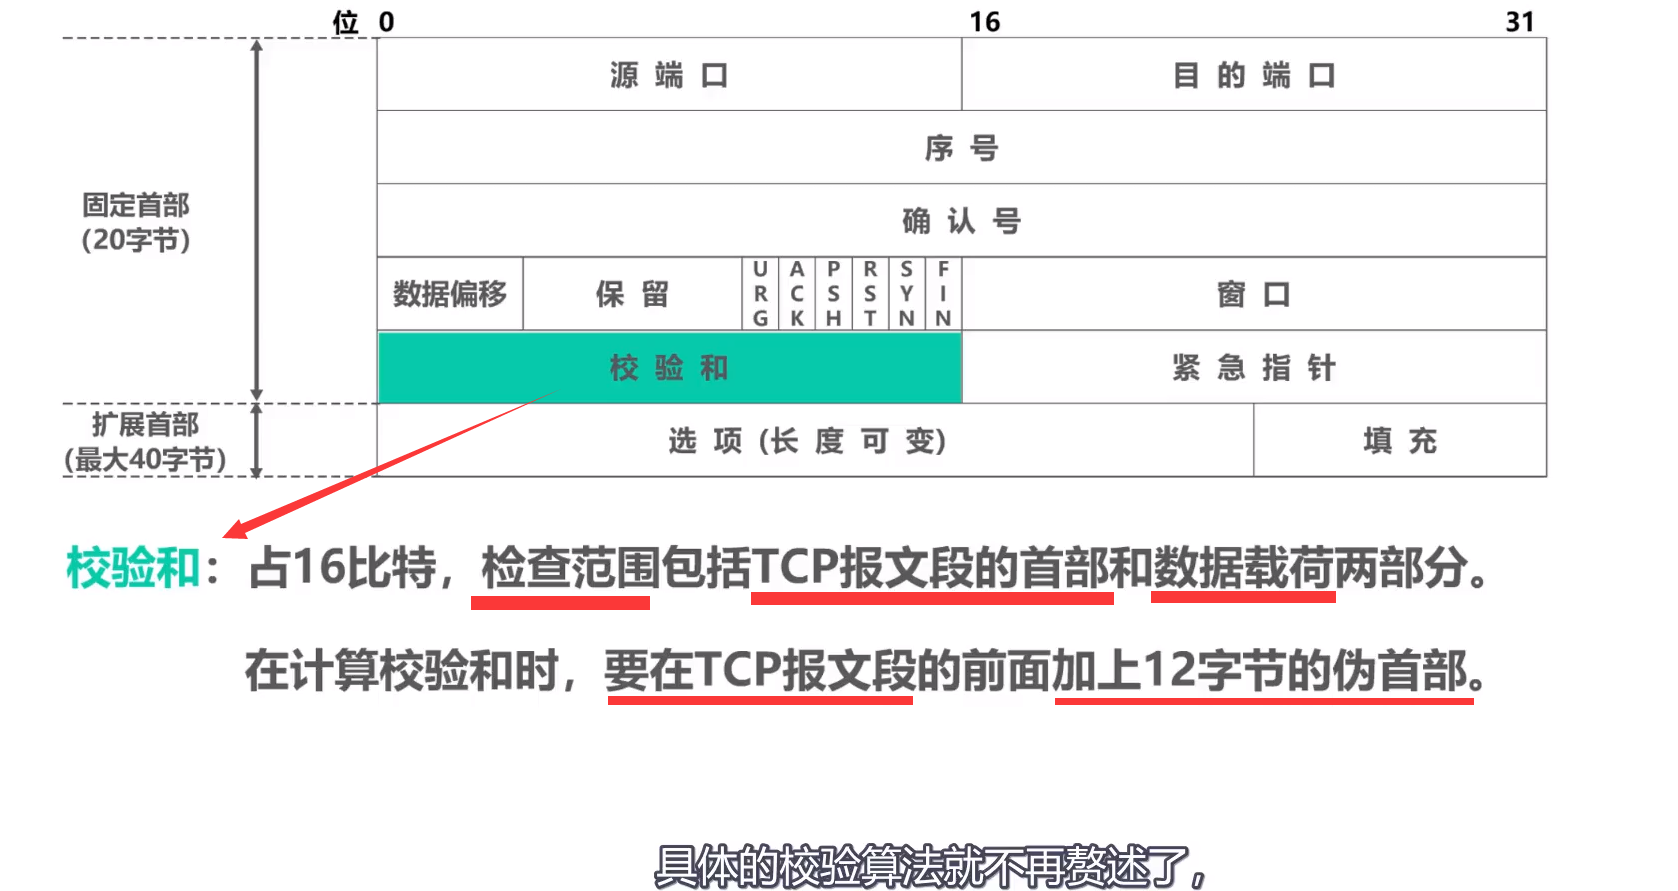 位 0 16 31
源 端 口 目 的 端 口
序 号
确 认 号
固定首部
(20字节)
数据偏移 保 留 URG ACK PSH RST SYN FIN 窗 口
校 验 和 紧 急 指 针
扩展首部
(最大40字节)
选 项 (长 度 可 变) 填 充
校验和：占16比特，检查范围包括TCP报文段的首部和数据载荷两部分。
在计算校验和时，要在TCP报文段的前面加上12字节的伪首部。
具体的校验算法就不再赘述了，